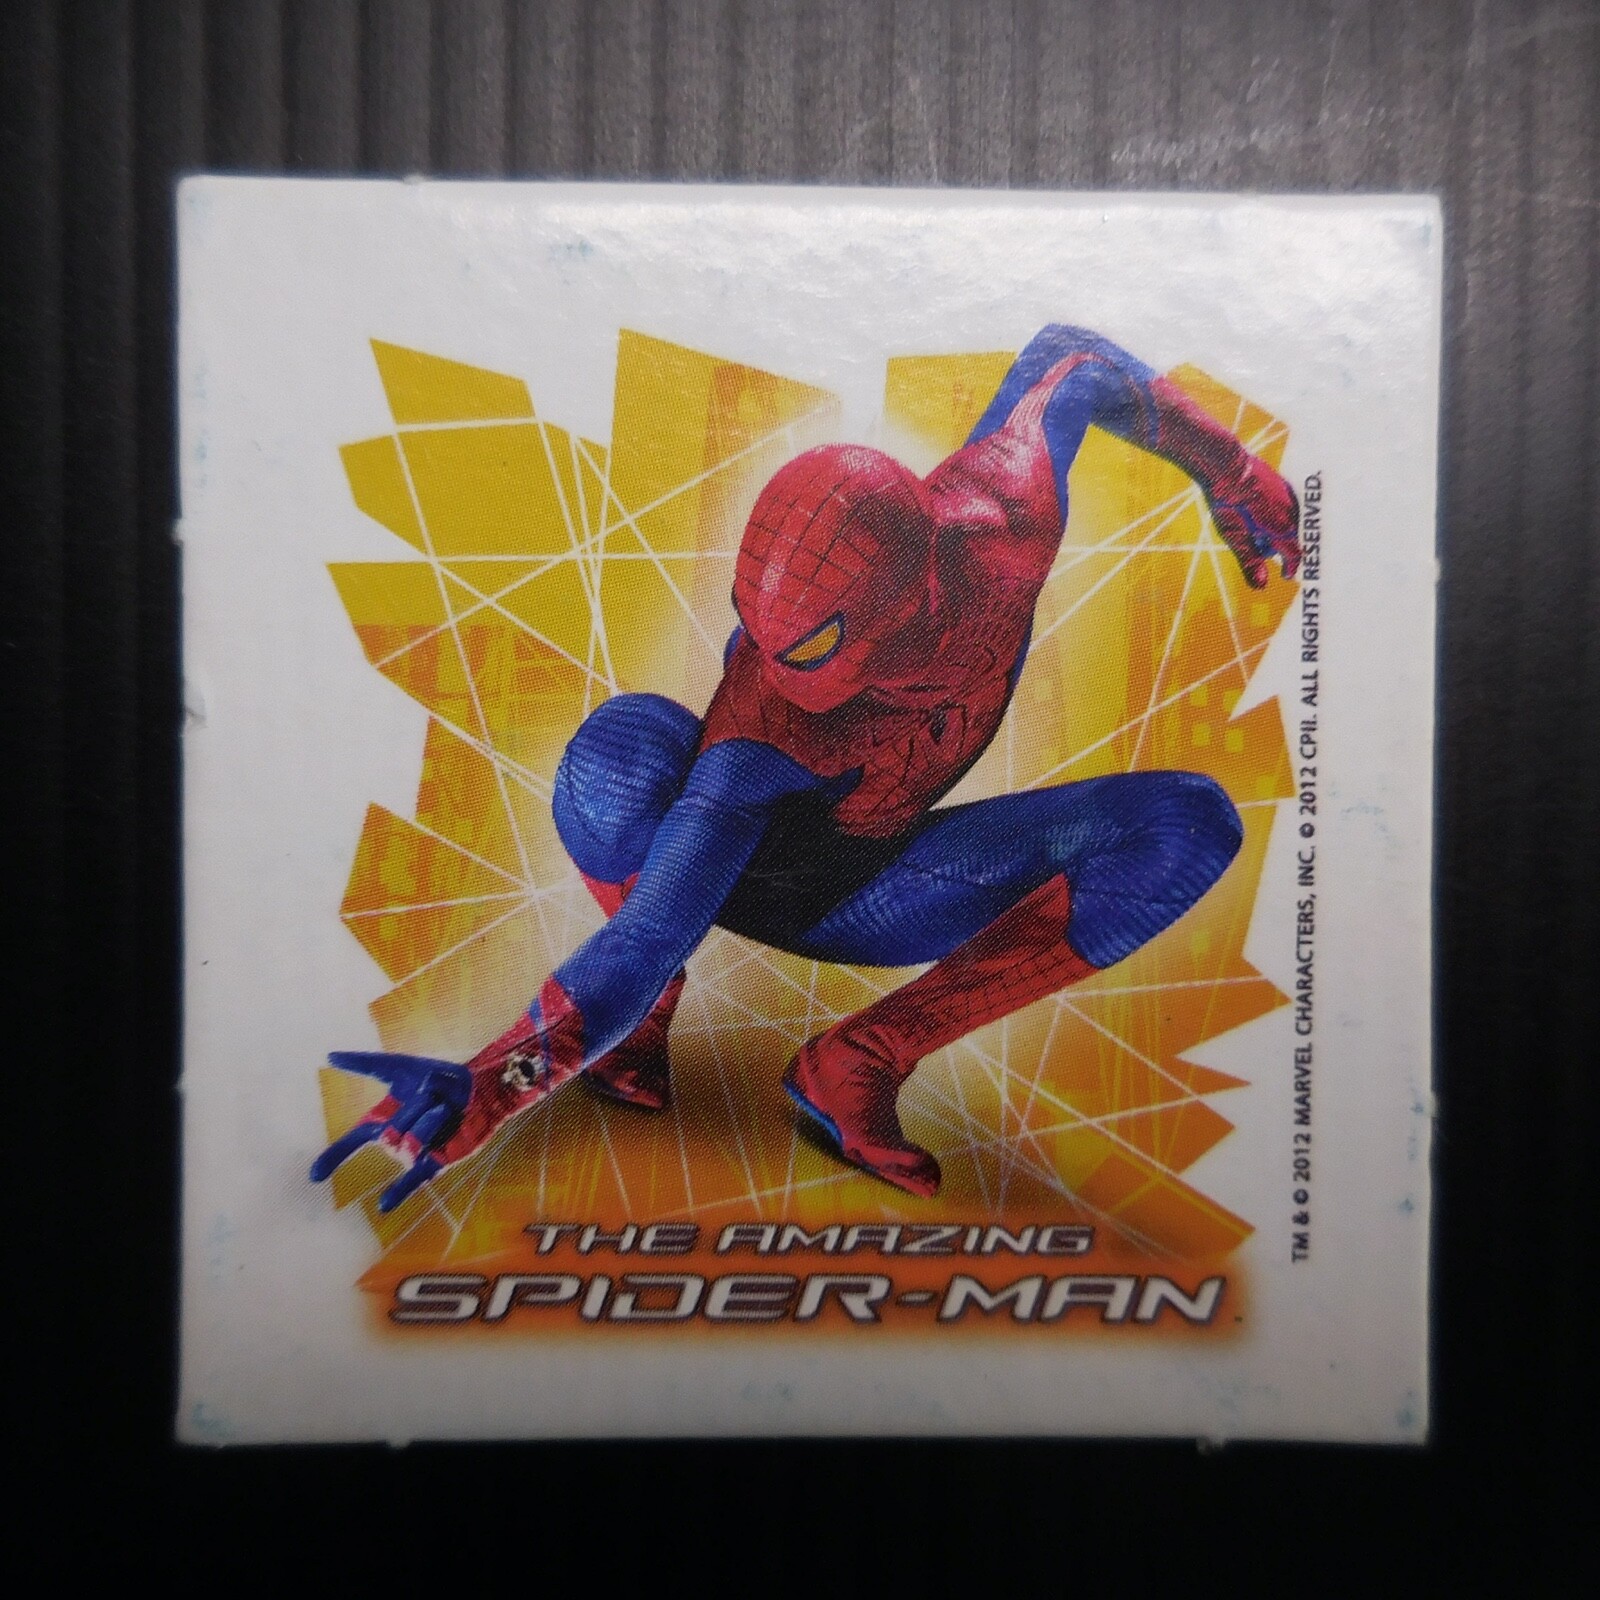 THE AMAZING
SPIDER-MAN
TM & © 2012 MARVEL CHARACTERS, INC. © 2012 CPII. ALL RIGHTS RESERVED.